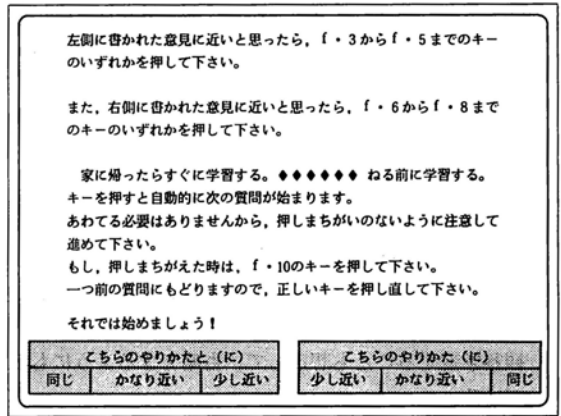 左側に書かれた意見に近いと思ったら，f・3からf・5までのキー
のいずれかを押して下さい。
また，右側に書かれた意見に近いと思ったら，f・6からf・8まで
のキーのいずれかを押して下さい。
家に帰ったらすぐに学習する。♦♦♦♦♦♦ ねる前に学習する。
キーを押すと自動的に次の質問が始まります。
あわてる必要はありませんから，押しまちがいのないように注意して
進めて下さい。
もし，押しまちがえた時は，f・10のキーを押して下さい。
一つ前の質問にもどりますので，正しいキーを押し直して下さい。
それでは始めましょう！
こちらのやりかたと（に） こちらのやりかた（に）
同じ かなり近い 少し近い 少し近い かなり近い 同じ